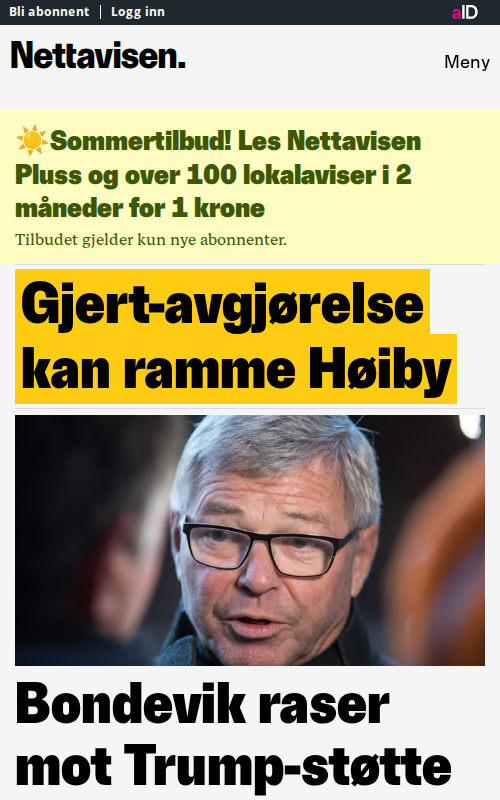 Bli abonnent | Logg inn
aID
Nettavisen.
Meny
☀️Sommertilbud! Les Nettavisen
Pluss og over 100 lokalaviser i 2
måneder for 1 krone
Tilbudet gjelder kun nye abonnenter.
Gjert-avgjørelse
kan ramme Høiby
Bondevik raser
mot Trump-støtte